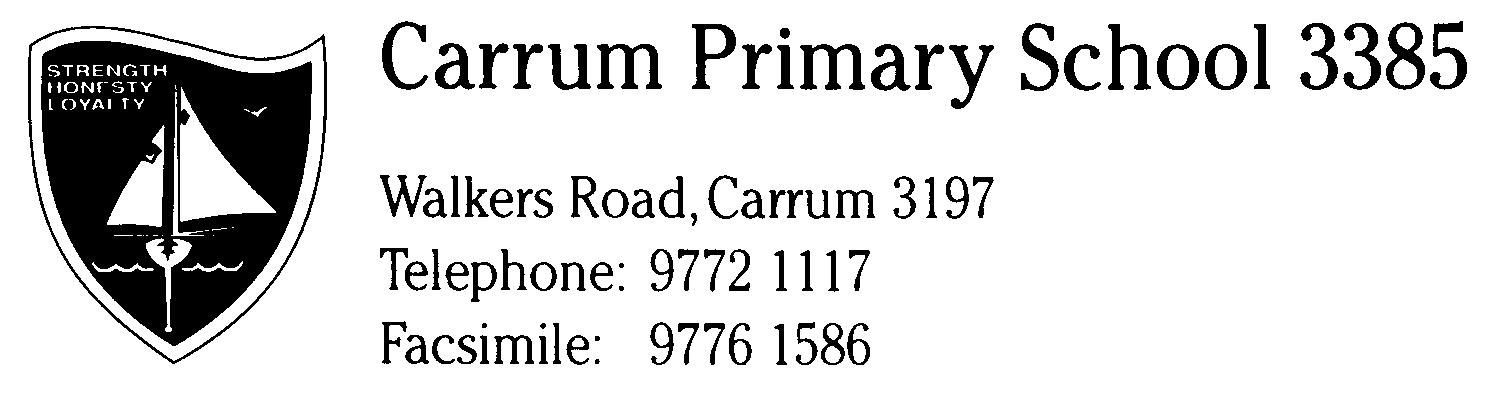 STRENGTH
HONESTY
LOYALTY
Carrum Primary School 3385
Walkers Road, Carrum 3197
Telephone: 9772 1117
Facsimile: 9776 1586